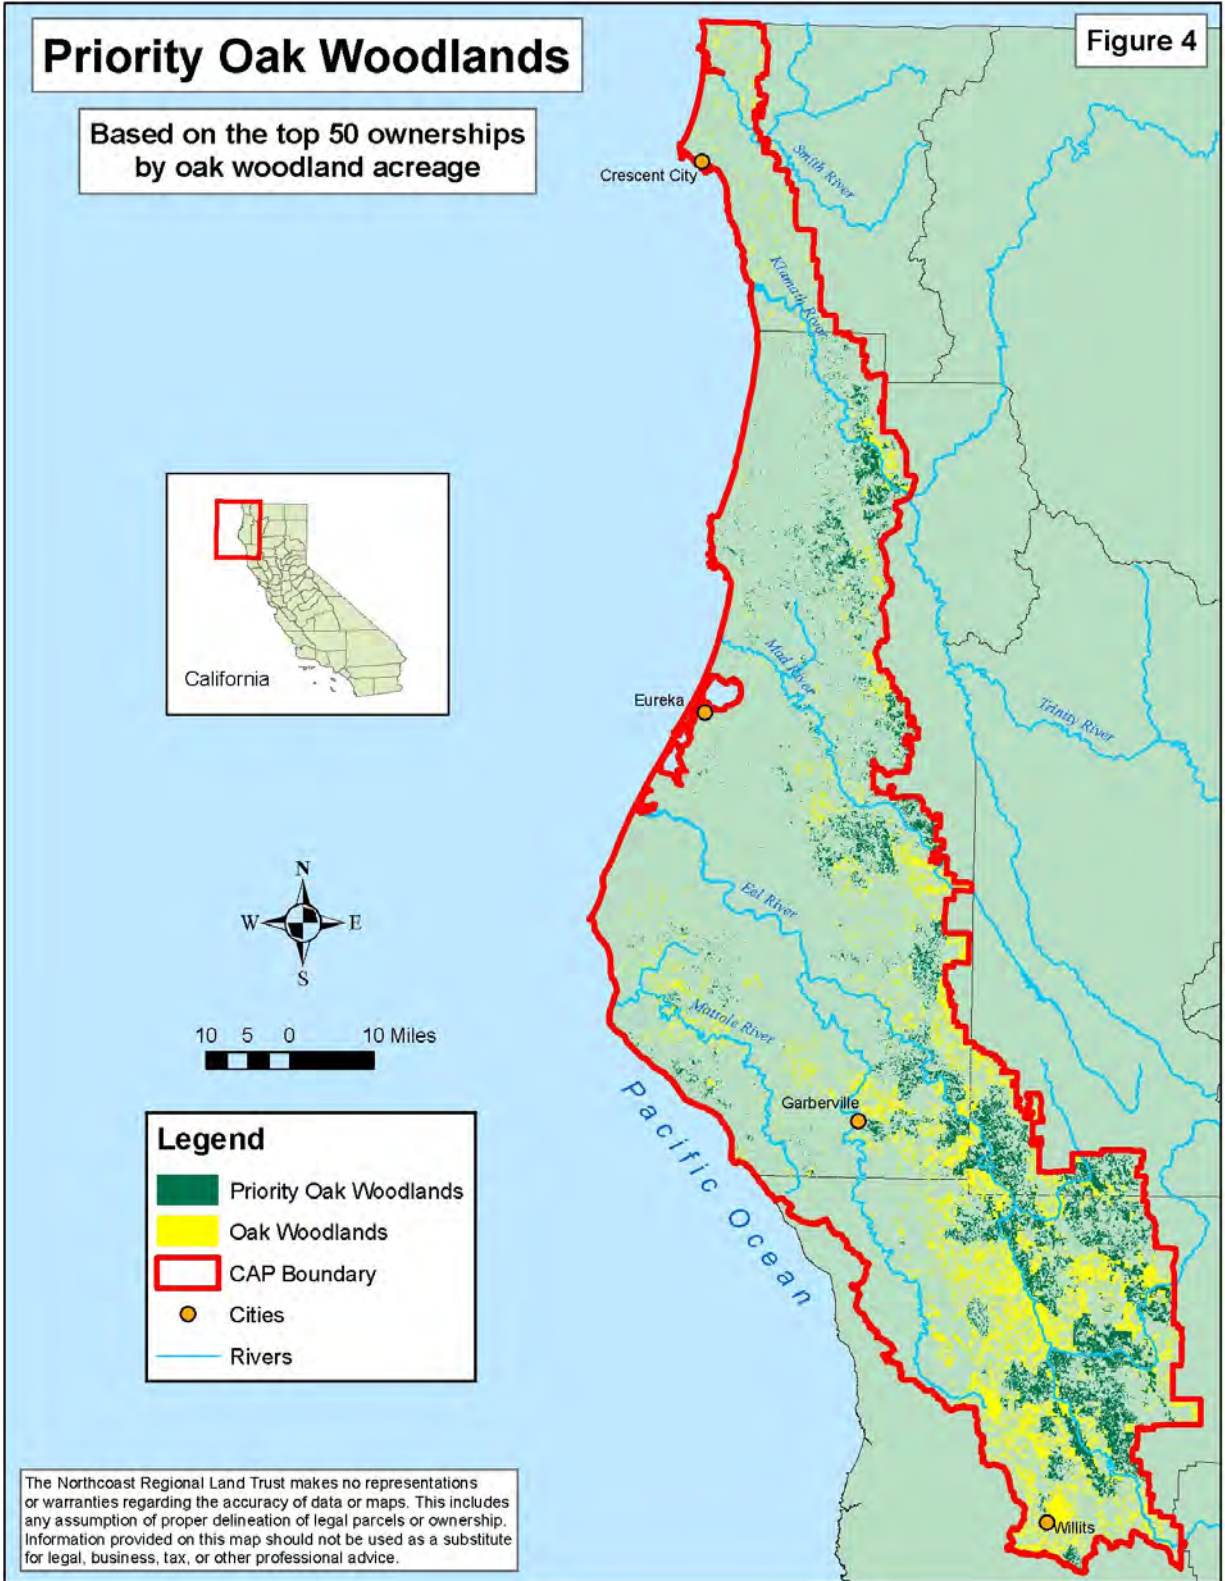 Priority Oak Woodlands
Figure 4
Based on the top 50 ownerships
by oak woodland acreage
Crescent City
Smith River
Klamath River
California
Mad River
Eureka
Trinity River
N
W
E
S
Eel River
10 5 0 10 Miles
Mattole River
Garberville
Pacific Ocean
Legend
Priority Oak Woodlands
Oak Woodlands
CAP Boundary
Cities
Rivers
Willits
The Northcoast Regional Land Trust makes no representations
or warranties regarding the accuracy of data or maps. This includes
any assumption of proper delineation of legal parcels or ownership.
Information provided on this map should not be used as a substitute
for legal, business, tax, or other professional advice.